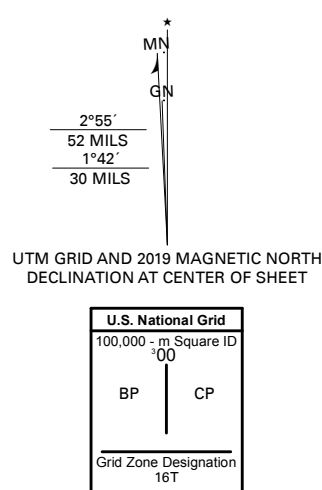 ★
MN
GN
2°55´
52 MILS
1°42´
30 MILS
UTM GRID AND 2019 MAGNETIC NORTH
DECLINATION AT CENTER OF SHEET
U.S. National Grid
100,000 - m Square ID
³00
BP CP
Grid Zone Designation
16T